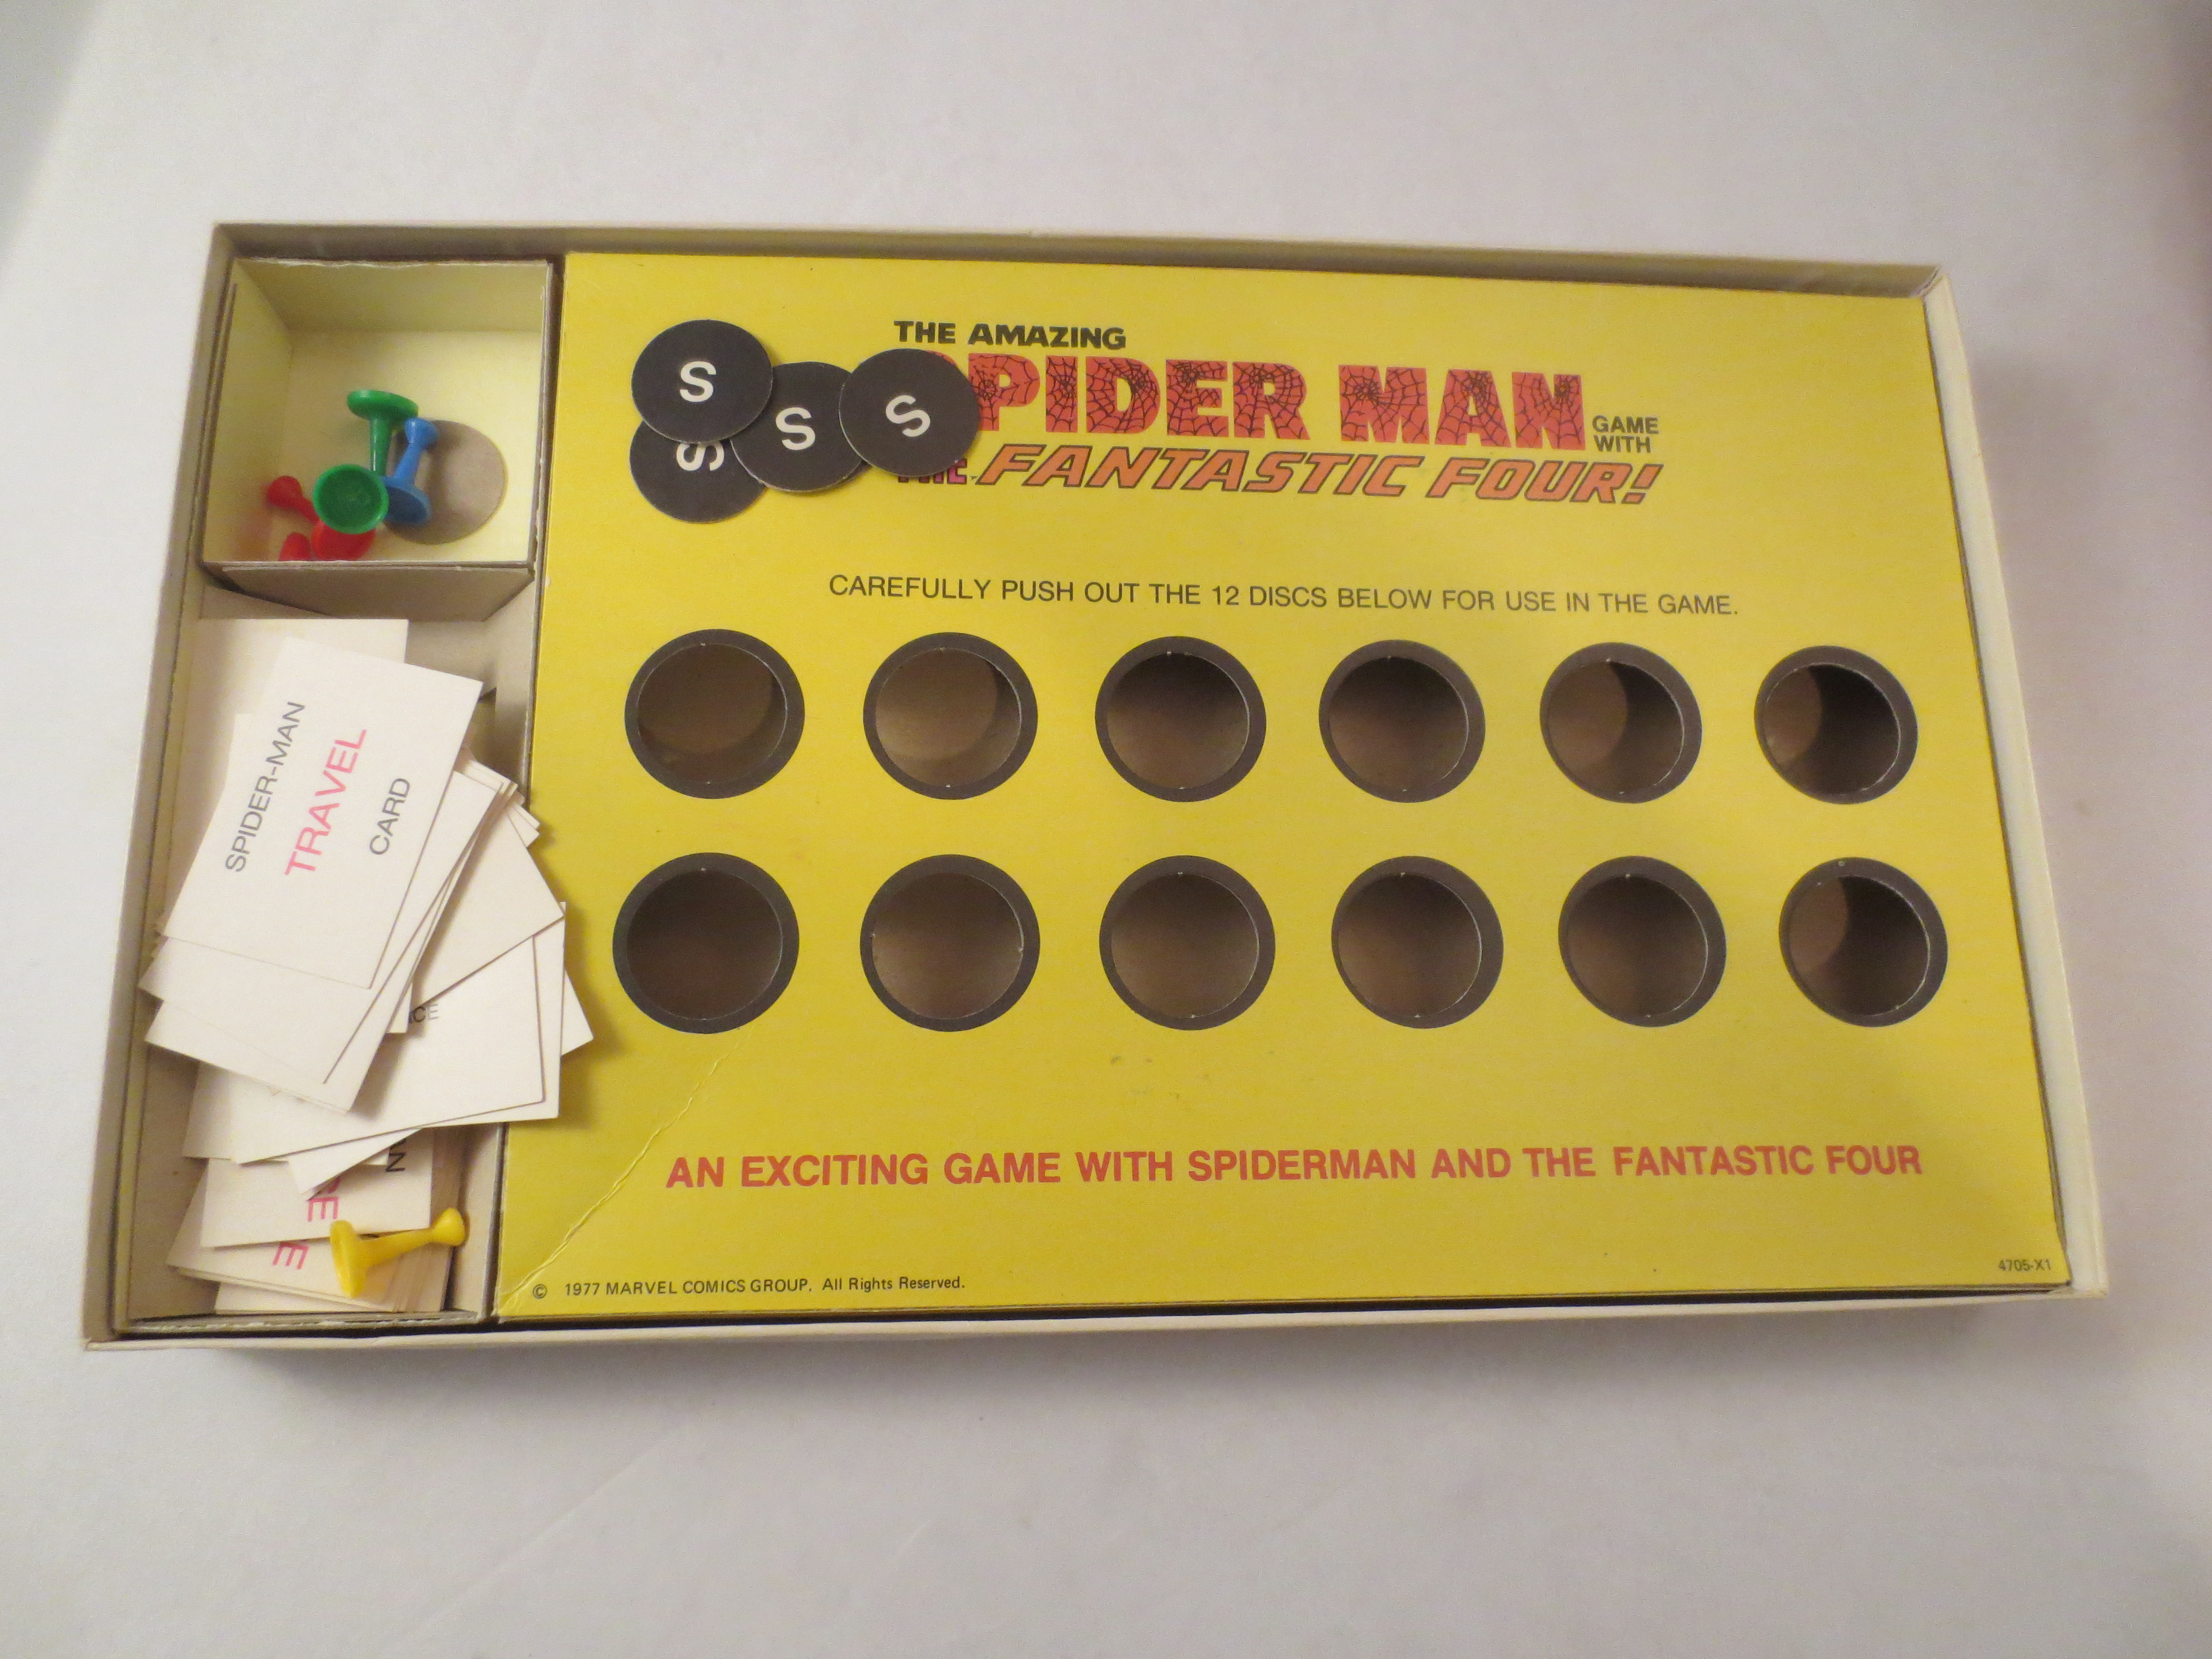 S
S
S
S
THE AMAZING
PIDER MAN
GAME
WITH
FANTASTIC FOUR!
CAREFULLY PUSH OUT THE 12 DISCS BELOW FOR USE IN THE GAME.
SPIDER-MAN
TRAVEL
CARD
AN EXCITING GAME WITH SPIDERMAN AND THE FANTASTIC FOUR
© 1977 MARVEL COMICS GROUP. All Rights Reserved.
4705-X1